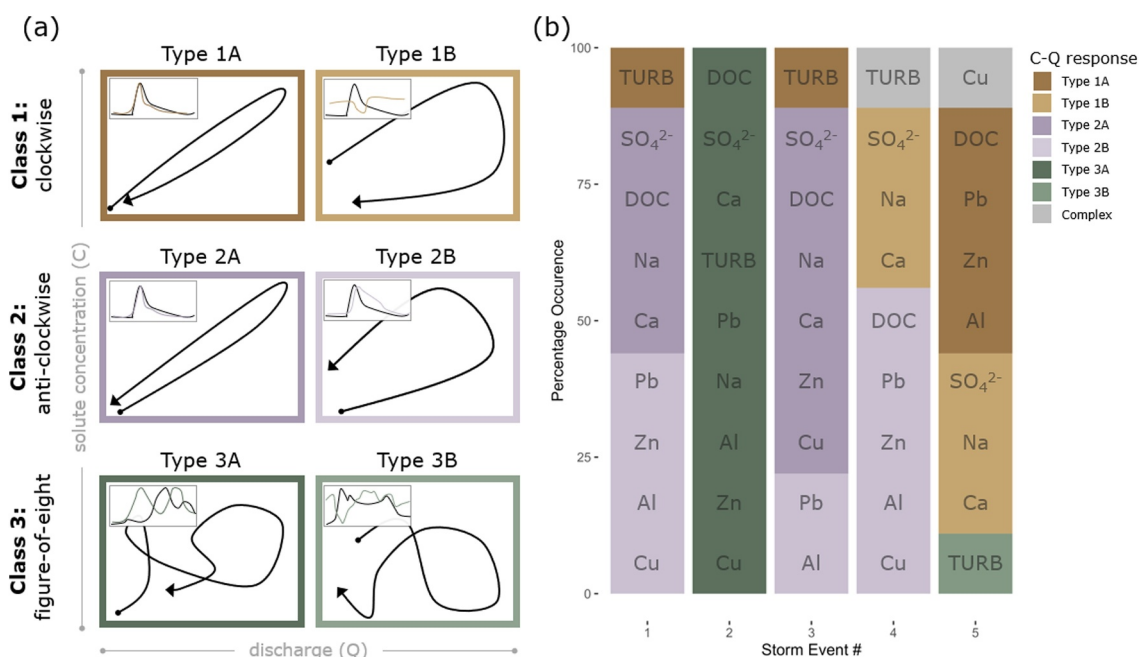 (a)
Type 1A
Type 1B
Class 1:
clockwise
Type 2A
Type 2B
Class 2:
anti-clockwise
Type 3A
Type 3B
Class 3:
figure-of-eight
solute concentration (C)
discharge (Q)
(b)
Percentage Occurence
100
75
50
25
0
TURB
SO₄²⁻
DOC
Na
Ca
Pb
Zn
Al
Cu
DOC
SO₄²⁻
Ca
TURB
Pb
Na
Al
Zn
Cu
TURB
SO₄²⁻
DOC
Na
Ca
Zn
Cu
Pb
Al
TURB
SO₄²⁻
Na
Ca
DOC
Pb
Zn
Al
Cu
Cu
DOC
Pb
Zn
Al
SO₄²⁻
Na
Ca
TURB
1 2 3 4 5
Storm Event #
C-Q response
Type 1A
Type 1B
Type 2A
Type 2B
Type 3A
Type 3B
Complex